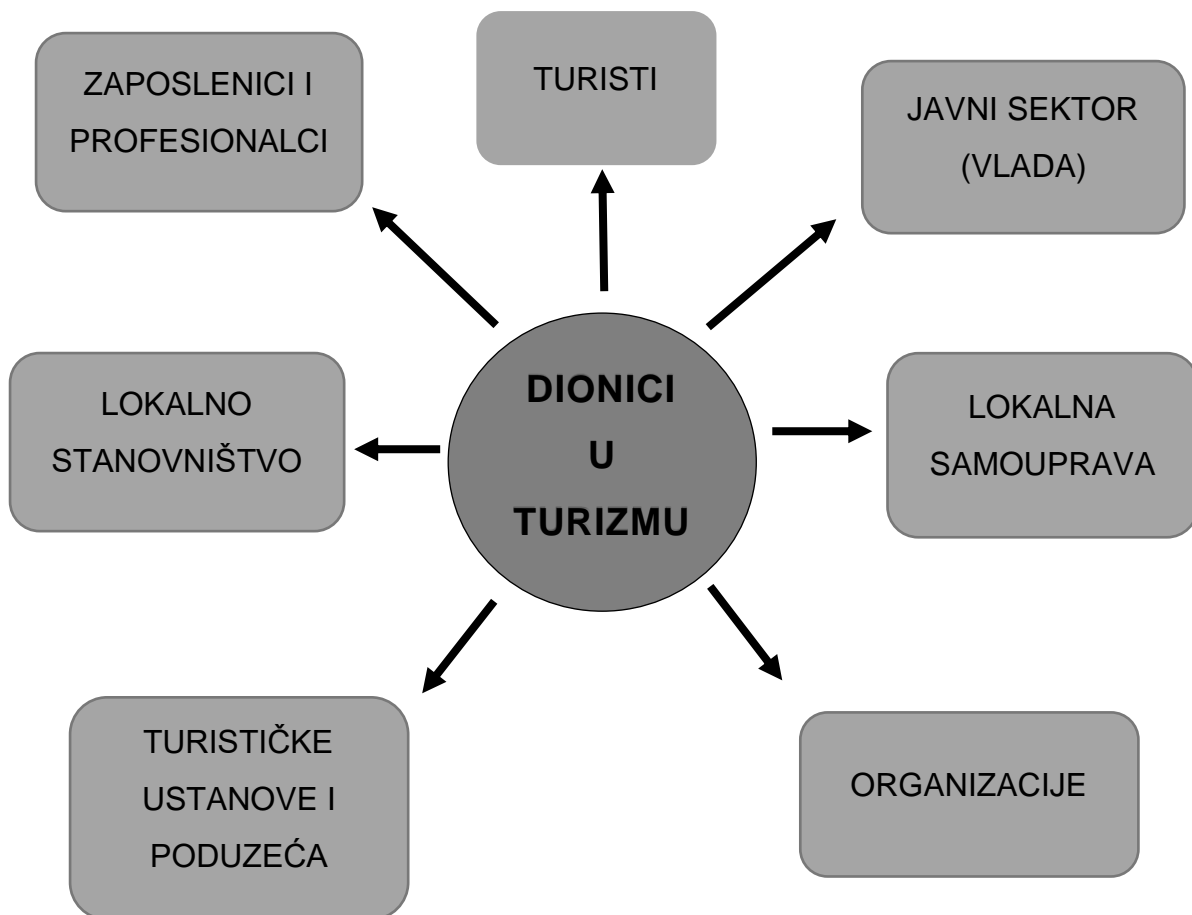 ZAPOSLENICI I
PROFESIONALCI
TURISTI
JAVNI SEKTOR
(VLADA)
LOKALNO
STANOVNIŠTVO
DIONICI
U
TURIZMU
LOKALNA
SAMOUPRAVA
TURISTIČKE
USTANOVE I
PODUZEĆA
ORGANIZACIJE